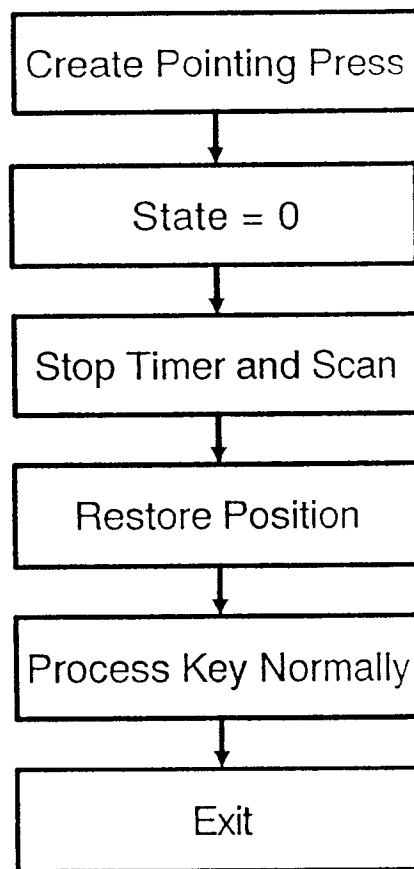 Create Pointing Press
State = 0
Stop Timer and Scan
Restore Position
Process Key Normally
Exit